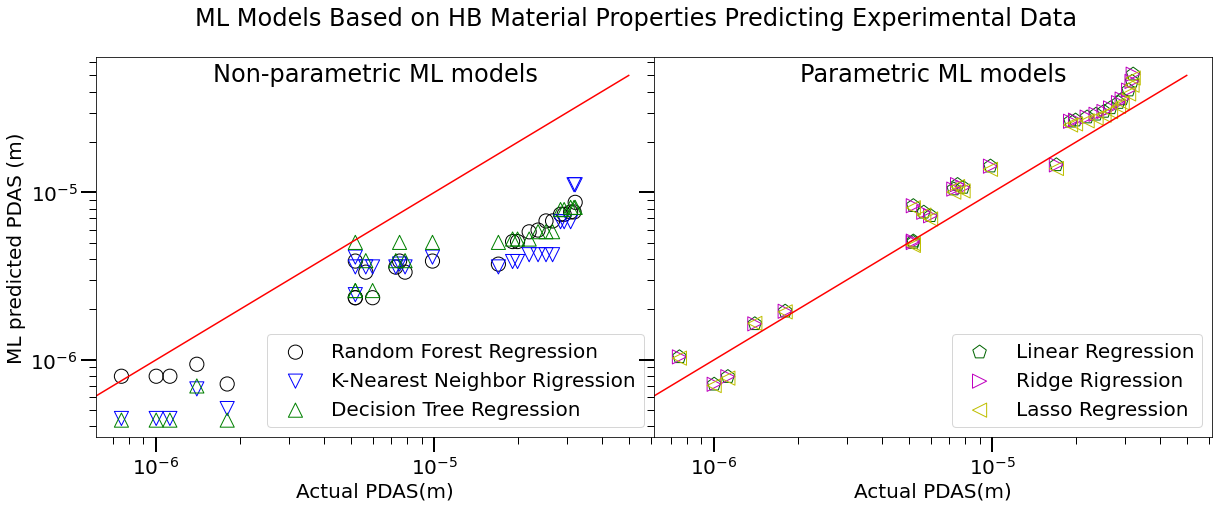 ML Models Based on HB Material Properties Predicting Experimental Data
Non-parametric ML models
Parametric ML models
ML predicted PDAS (m)
10⁻⁵
10⁻⁶
Random Forest Regression
K-Nearest Neighbor Rigression
Decision Tree Regression
Linear Regression
Ridge Rigression
Lasso Regression
10⁻⁶
10⁻⁵
10⁻⁶
10⁻⁵
Actual PDAS(m)
Actual PDAS(m)